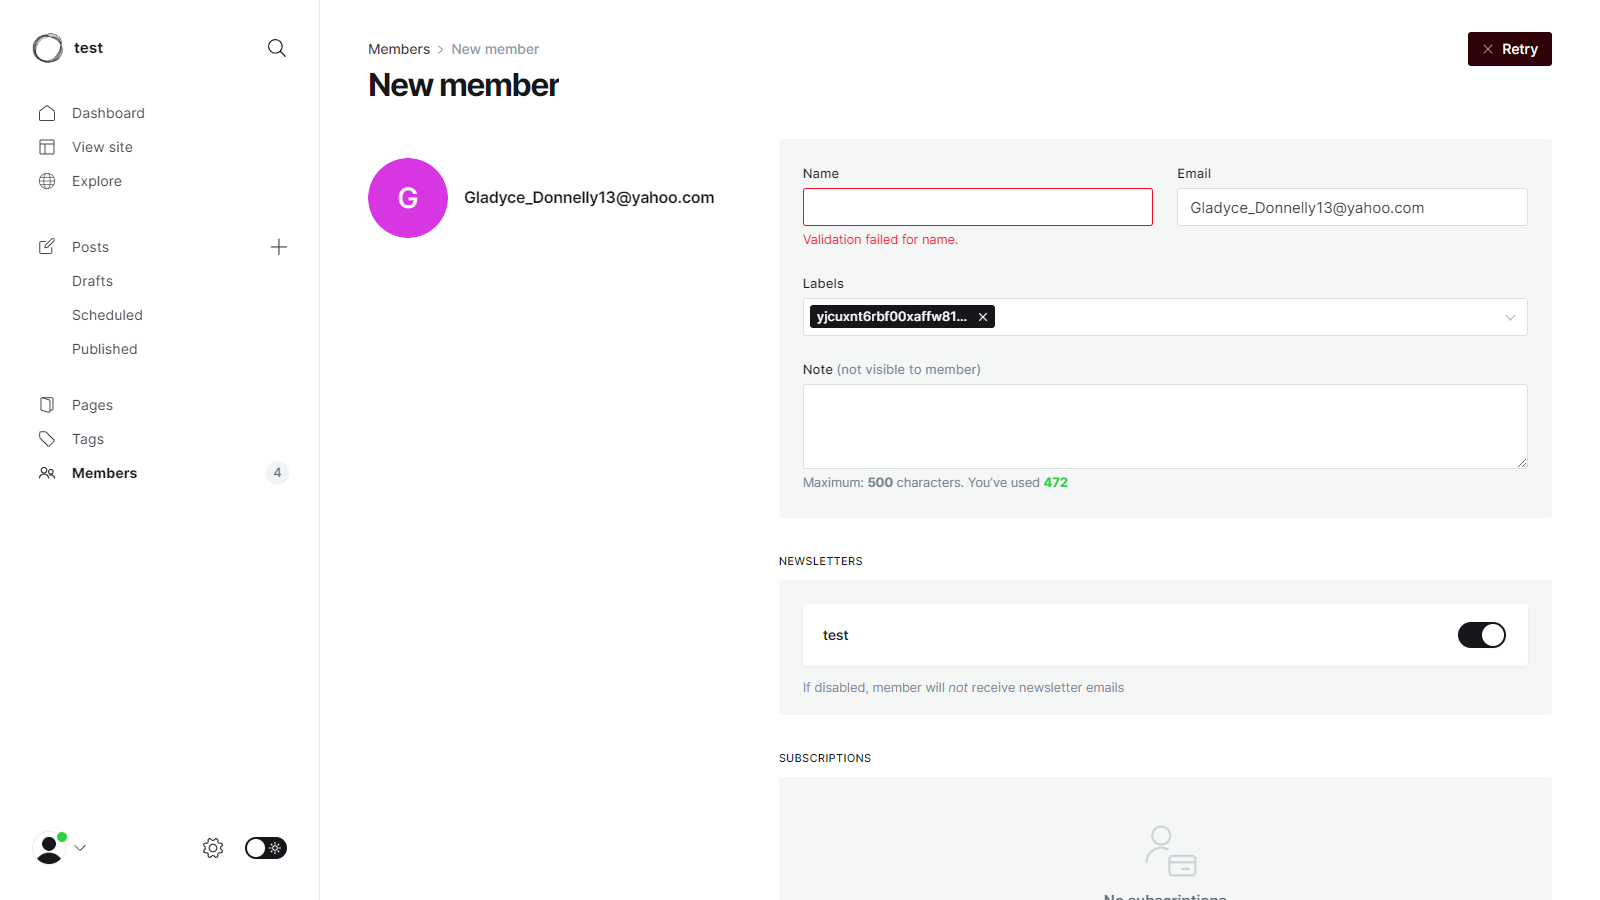 test
Dashboard
View site
Explore
Posts
Drafts
Scheduled
Published
Pages
Tags
Members 4
Members > New member
New member
Retry
G
Gladyce_Donnelly13@yahoo.com
Name
Validation failed for name.
Email
Gladyce_Donnelly13@yahoo.com
Labels
yjcuxnt6rbf00xaffw81...
Note (not visible to member)
Maximum: 500 characters. You've used 472
NEWSLETTERS
test
If disabled, member will not receive newsletter emails
SUBSCRIPTIONS
No subscriptions